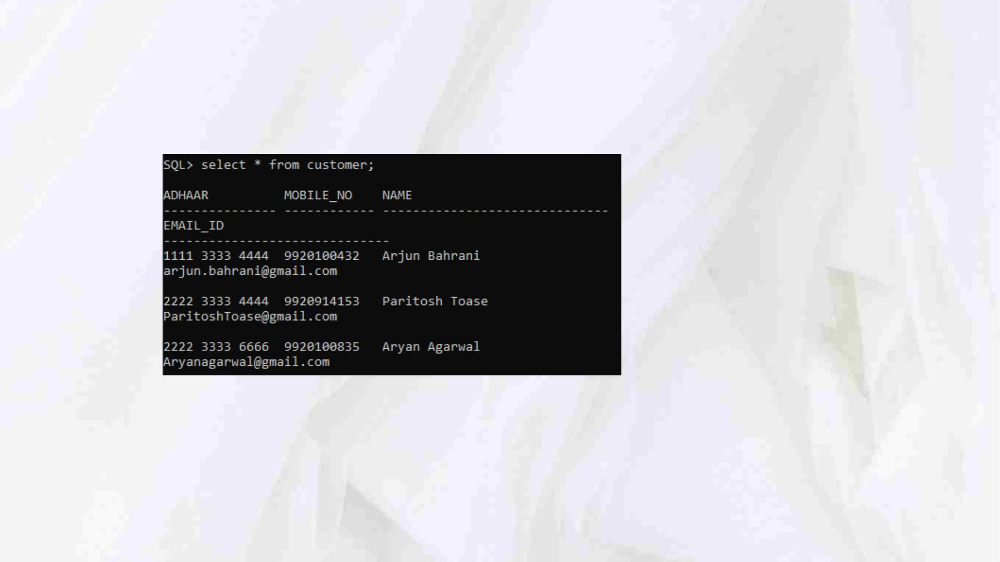 SQL> select * from customer;
ADHAAR MOBILE_NO NAME
--------------- ------------ ------------------------------
EMAIL_ID
------------------------------
1111 3333 4444 9920100432 Arjun Bahrani
arjun.bahrani@gmail.com
2222 3333 4444 9920914153 Paritosh Toase
ParitoshToase@gmail.com
2222 3333 6666 9920100835 Aryan Agarwal
Aryanagarwal@gmail.com